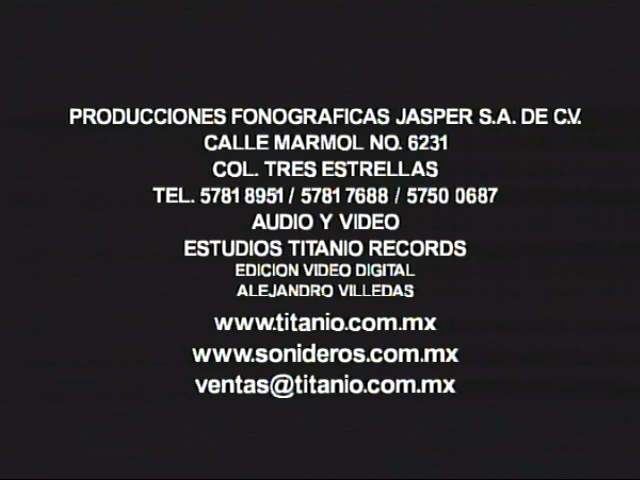 PRODUCCIONES FONOGRAFICAS JASPER S.A. DE C.V.
CALLE MARMOL NO. 6231
COL. TRES ESTRELLAS
TEL. 5781 8951 / 5781 7688 / 5750 0687
AUDIO Y VIDEO
ESTUDIOS TITANIO RECORDS
EDICION VIDEO DIGITAL
ALEJANDRO VILLEDAS
www.titanio.com.mx
www.sonideros.com.mx
ventas@titanio.com.mx